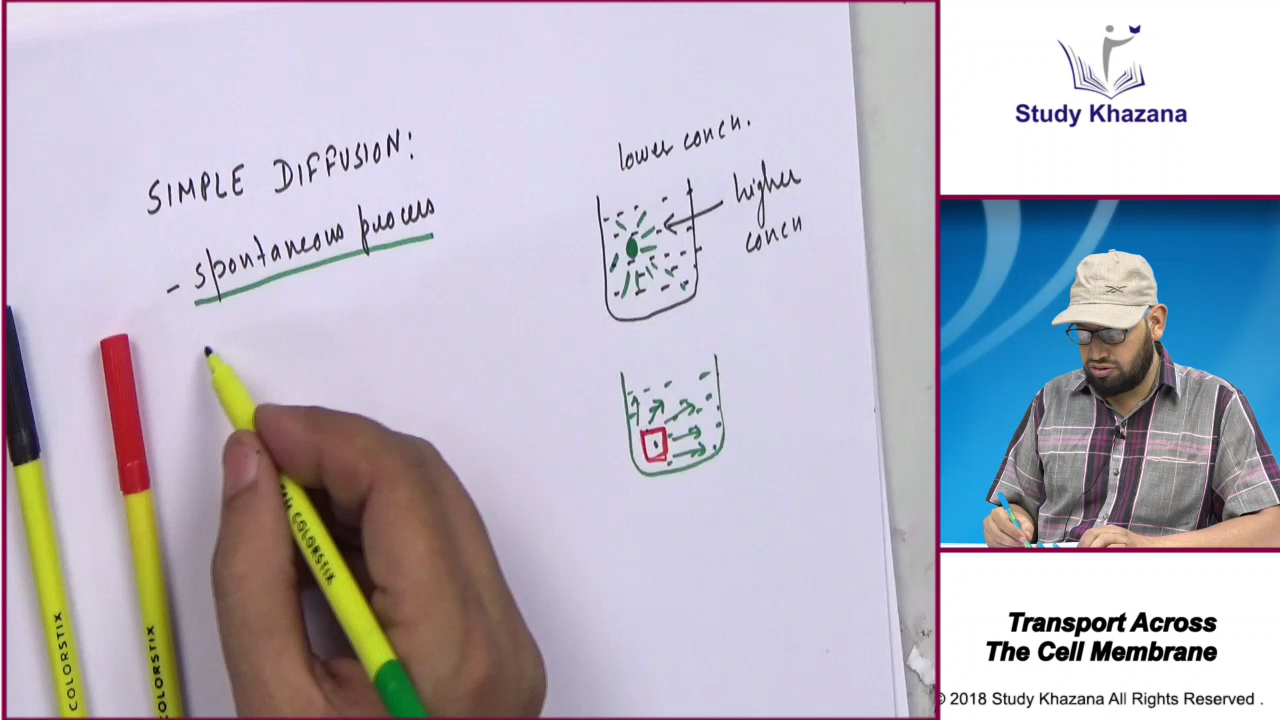 SIMPLE DIFFUSION:
- spontaneous process
lower concn.
higher
concn
COLORSTIX
COLORSTIX
COLORSTIX
Study Khazana
Transport Across
The Cell Membrane
© 2018 Study Khazana All Rights Reserved .